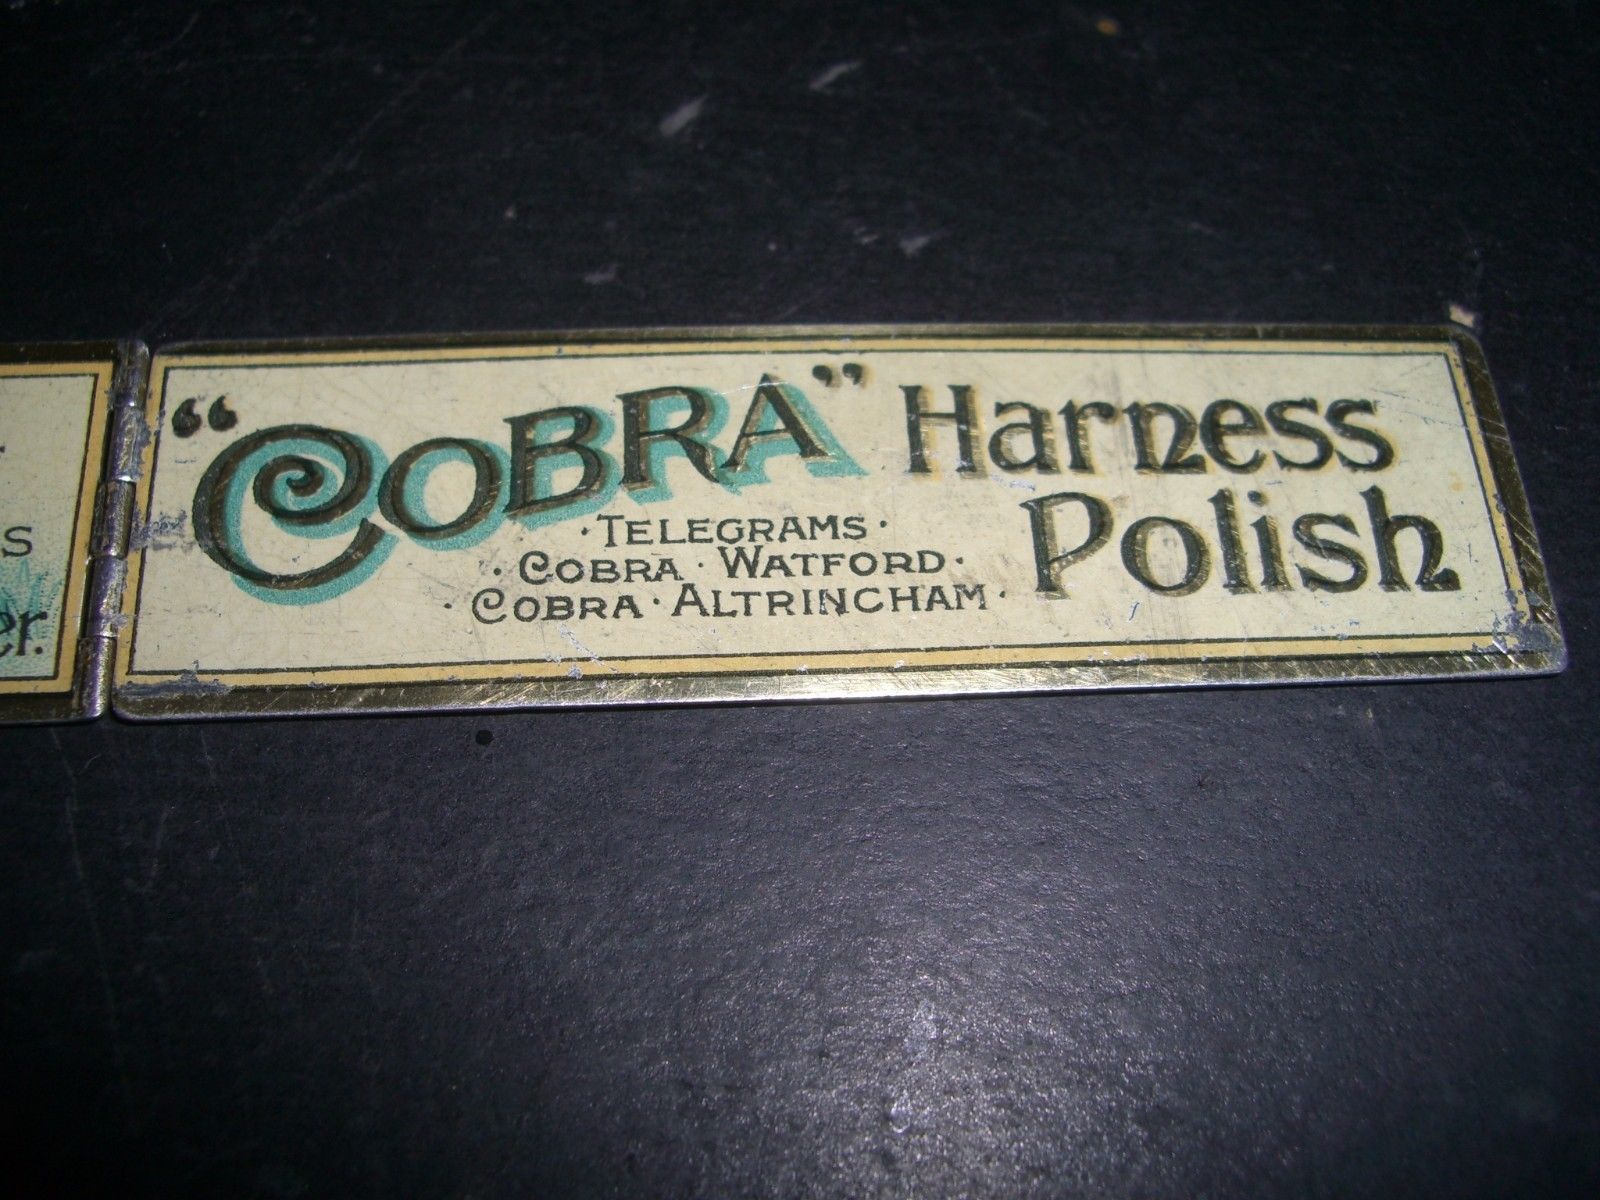 “COBRA” Harness
Polish
· TELEGRAMS ·
· COBRA · WATFORD ·
· COBRA · ALTRINCHAM ·